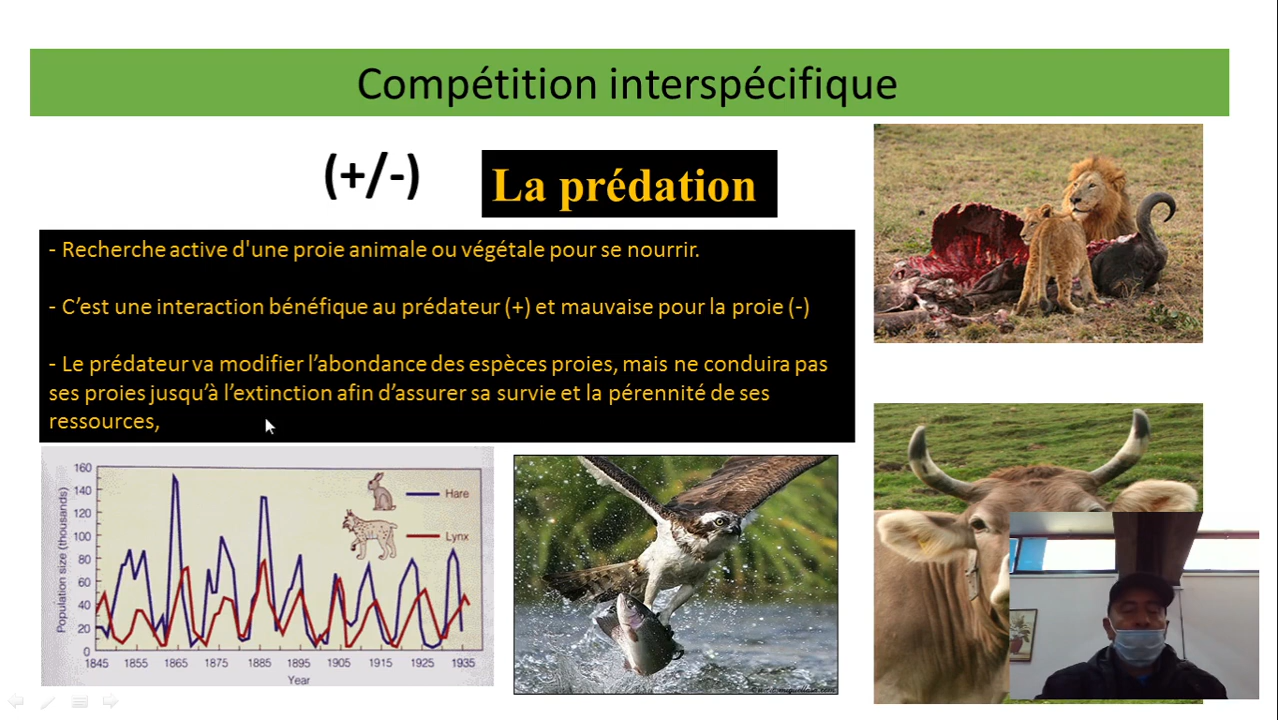 Compétition interspécifique
(+/-)
La prédation
- Recherche active d'une proie animale ou végétale pour se nourrir.
- C’est une interaction bénéfique au prédateur (+) et mauvaise pour la proie (-)
- Le prédateur va modifier l’abondance des espèces proies, mais ne conduira pas
ses proies jusqu’à l’extinction afin d’assurer sa survie et la pérennité de ses
ressources,
Population size (thousands)
160
140
120
100
80
60
40
20
0
Hare
Lynx
1845 1855 1865 1875 1885 1895 1905 1915 1925 1935
Year